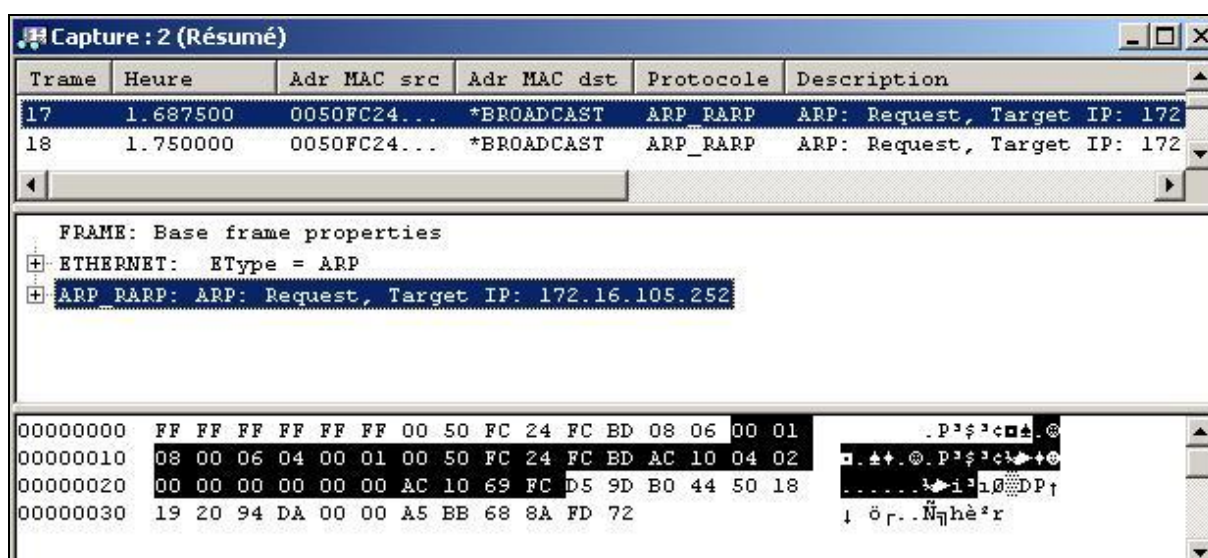 Capture : 2 (Résumé)
Trame Heure Adr MAC src Adr MAC dst Protocole Description
17 1.687500 0050FC24... *BROADCAST ARP_RARP ARP: Request, Target IP: 172
18 1.750000 0050FC24... *BROADCAST ARP_RARP ARP: Request, Target IP: 172
FRAME: Base frame properties
ETHERNET: EType = ARP
ARP_RARP: ARP: Request, Target IP: 172.16.105.252
00000000 FF FF FF FF FF FF 00 50 FC 24 FC BD 08 06 00 01
00000010 08 00 06 04 00 01 00 50 FC 24 FC BD AC 10 04 02
00000020 00 00 00 00 00 00 AC 10 69 FC D5 9D B0 44 50 18
00000030 19 20 94 DA 00 00 A5 BB 68 8A FD 72